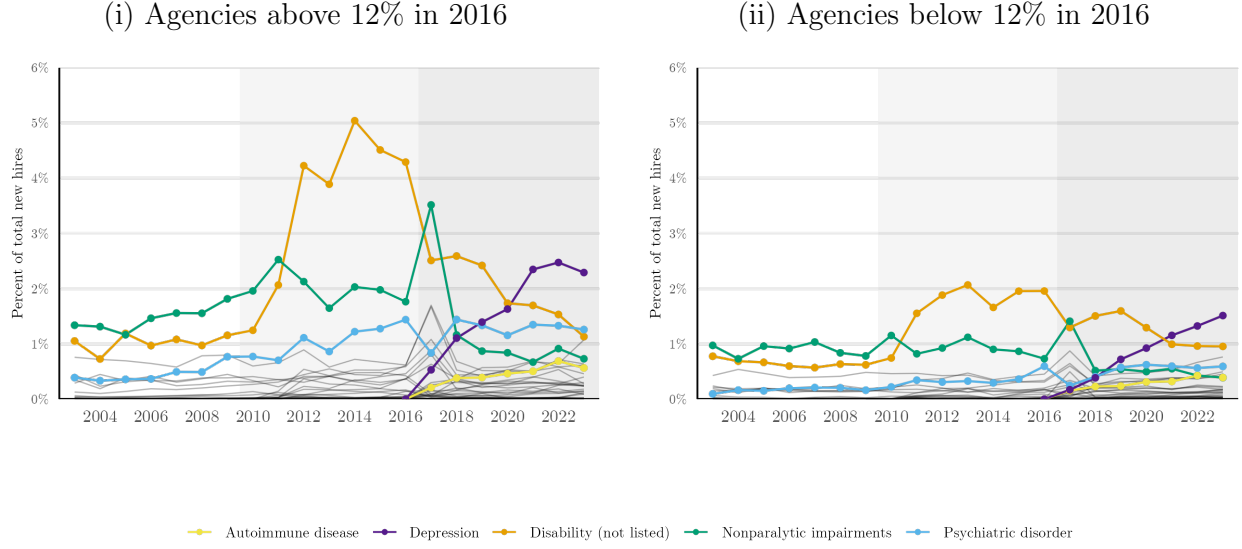 (i) Agencies above 12% in 2016
Percent of total new hires
6%
5%
4%
3%
2%
1%
0%
2004 2006 2008 2010 2012 2014 2016 2018 2020 2022
(ii) Agencies below 12% in 2016
Percent of total new hires
6%
5%
4%
3%
2%
1%
0%
2004 2006 2008 2010 2012 2014 2016 2018 2020 2022
Autoimmune disease Depression Disability (not listed) Nonparalytic impairments Psychiatric disorder